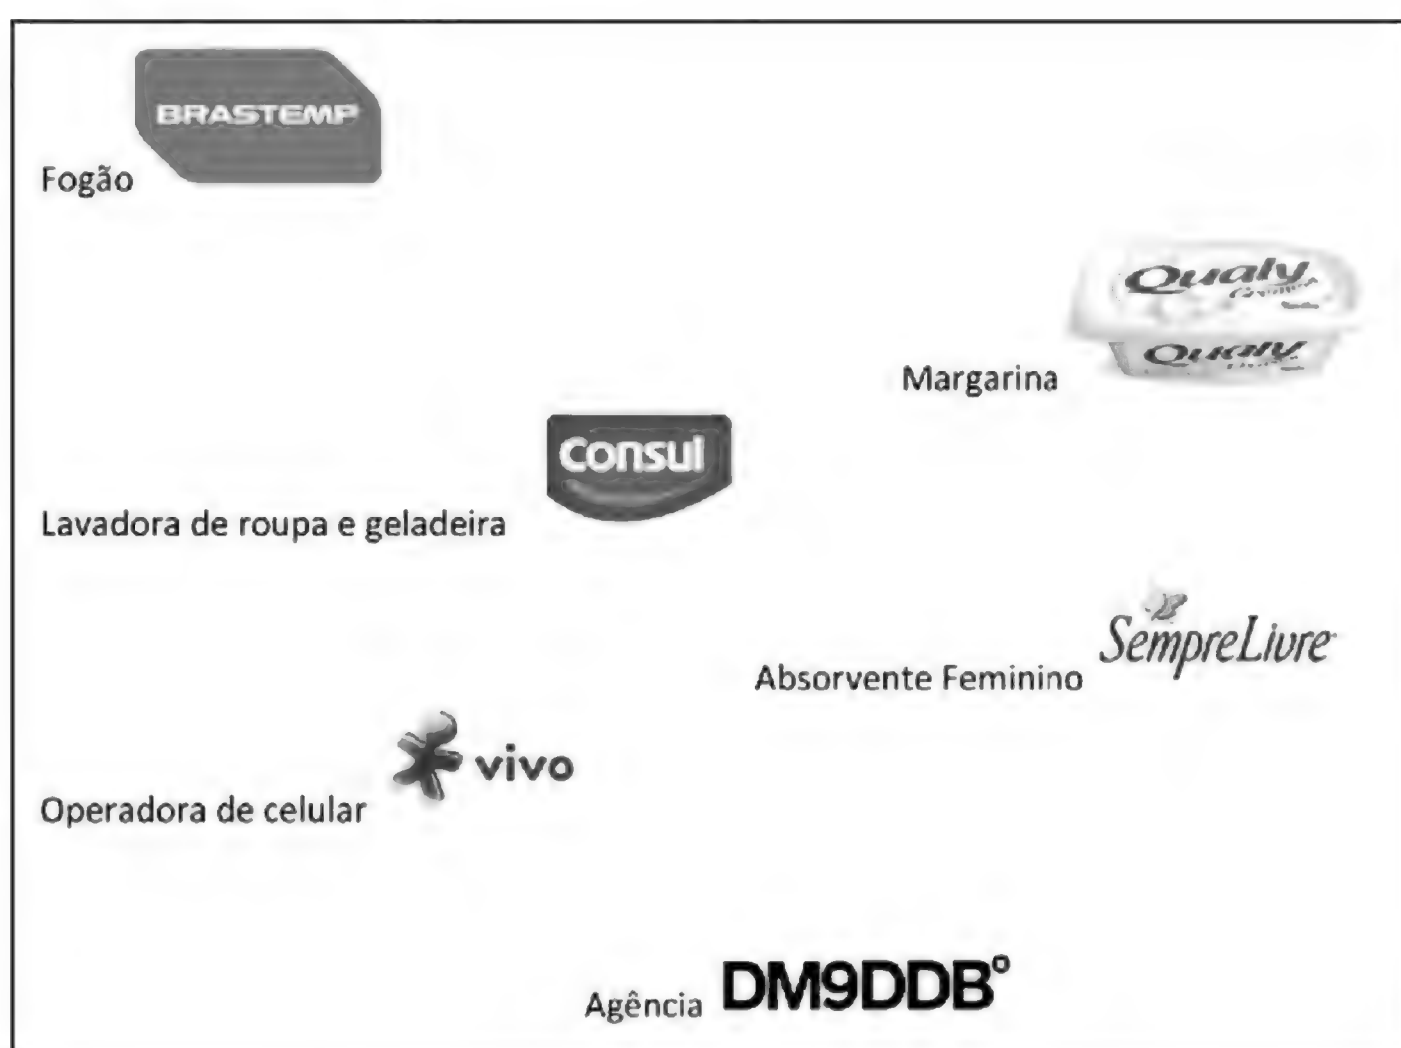 BRASTEMP
Fogão
Qualy
Qualy
Margarina
Consul
Lavadora de roupa e geladeira
SempreLivre
Absorvente Feminino
vivo
Operadora de celular
Agência DM9DDB°